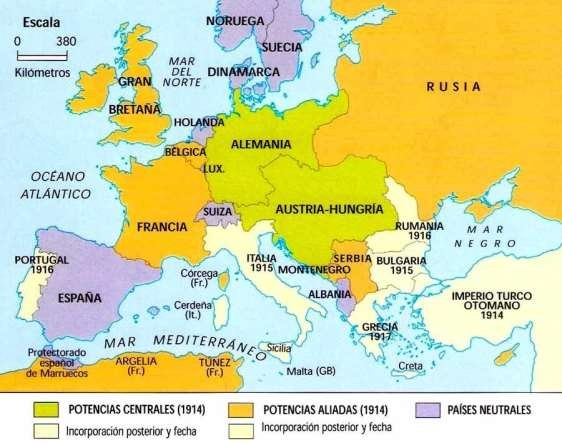 Escala
0 380
Kilómetros
NORUEGA
SUECIA
MAR
DEL
NORTE
DINAMARCA
GRAN
BRETAÑA
RUSIA
HOLANDA
ALEMANIA
BÉLGICA
LUX.
OCÉANO
ATLÁNTICO
SUIZA
AUSTRIA-HUNGRÍA
FRANCIA
RUMANIA
1916
MAR
NEGRO
PORTUGAL
1916
ITALIA
1915
SERBIA
BULGARIA
1915
MONTENEGRO
Córcega
(Fr.)
ESPAÑA
ALBANIA
IMPERIO TURCO
OTOMANO
1914
Cerdeña
(It.)
GRECIA
1917
MAR MEDITERRÁNEO
Sicilia
Protectorado
español
de Marruecos
ARGELIA
(Fr.)
TÚNEZ
(Fr.)
Malta (GB)
Creta
POTENCIAS CENTRALES (1914)
POTENCIAS ALIADAS (1914)
PAÍSES NEUTRALES
Incorporación posterior y fecha
Incorporación posterior y fecha